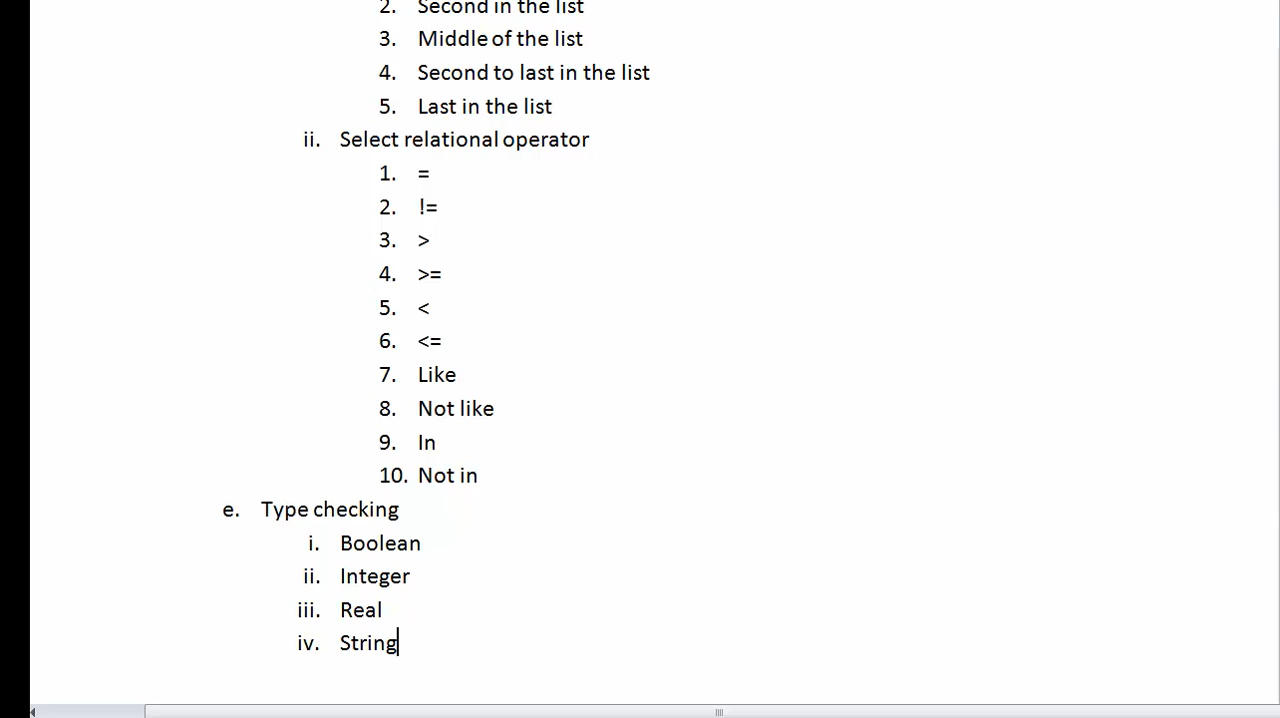 2. Second in the list
3. Middle of the list
4. Second to last in the list
5. Last in the list
ii. Select relational operator
1. =
2. !=
3. >
4. >=
5. <
6. <=
7. Like
8. Not like
9. In
10. Not in
e. Type checking
i. Boolean
ii. Integer
iii. Real
iv. String